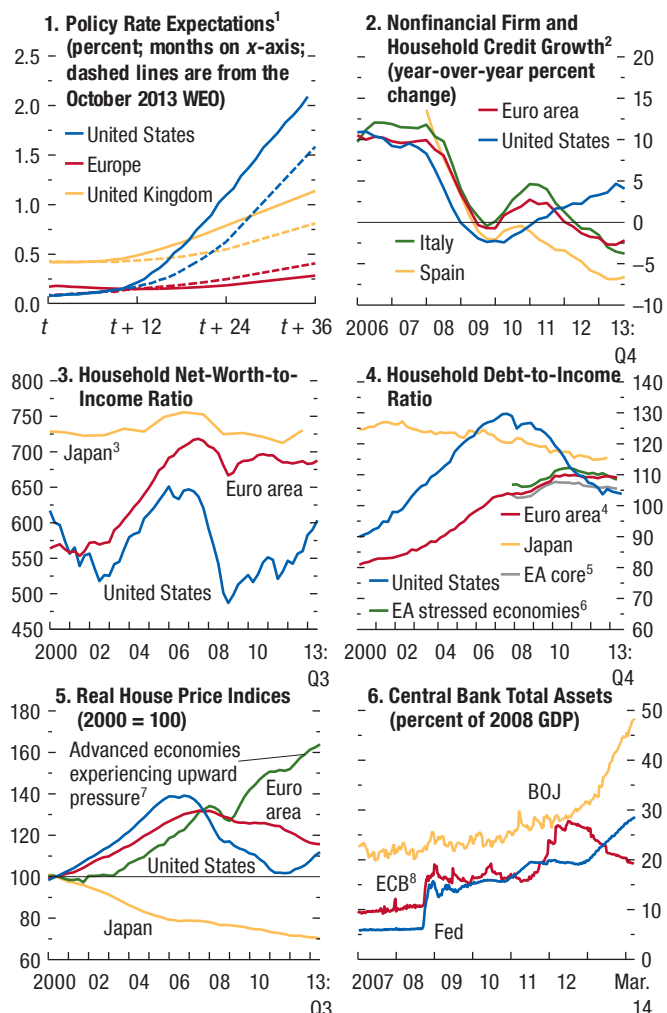 1. Policy Rate Expectations¹
(percent; months on x-axis;
dashed lines are from the
October 2013 WEO)
2.5
2.0
1.5
1.0
0.5
0.0
United States
Europe
United Kingdom
t
t + 12
t + 24
t + 36
2. Nonfinancial Firm and
Household Credit Growth²
(year-over-year percent
change)
Euro area
United States
Italy
Spain
20
15
10
5
0
–5
–10
2006 07 08 09 10 11 12 13:
Q4
3. Household Net-Worth-to-
Income Ratio
800
750
700
650
600
550
500
450
Japan³
Euro area
United States
2000 02 04 06 08 10 13:
Q3
4. Household Debt-to-Income
Ratio
140
130
120
110
100
90
80
70
60
Euro area⁴
Japan
United States
EA core⁵
EA stressed economies⁶
2000 02 04 06 08 10 13:
Q4
5. Real House Price Indices
(2000 = 100)
180
160
140
120
100
80
60
Advanced economies
experiencing upward
pressure⁷
Euro
area
United States
Japan
2000 02 04 06 08 10 13:
Q3
6. Central Bank Total Assets
(percent of 2008 GDP)
50
40
30
20
10
0
BOJ
ECB⁸
Fed
2007 08 09 10 11 12 Mar.
14